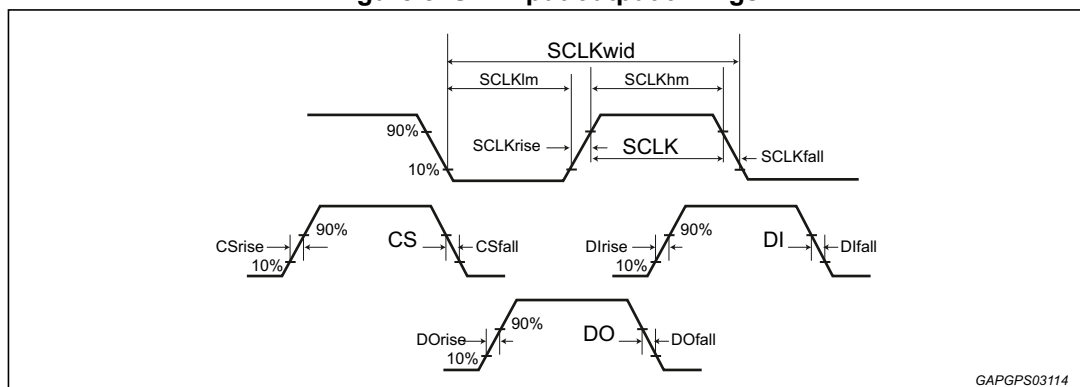 SCLKwid
SCLKlm
SCLKhm
90%
SCLKrise
SCLK
10%
SCLKfall
CSrise
90%
CS
CSfall
10%
DIrise
90%
DI
DIfall
10%
DOrise
90%
DO
DOfall
10%
GAPGPS03114